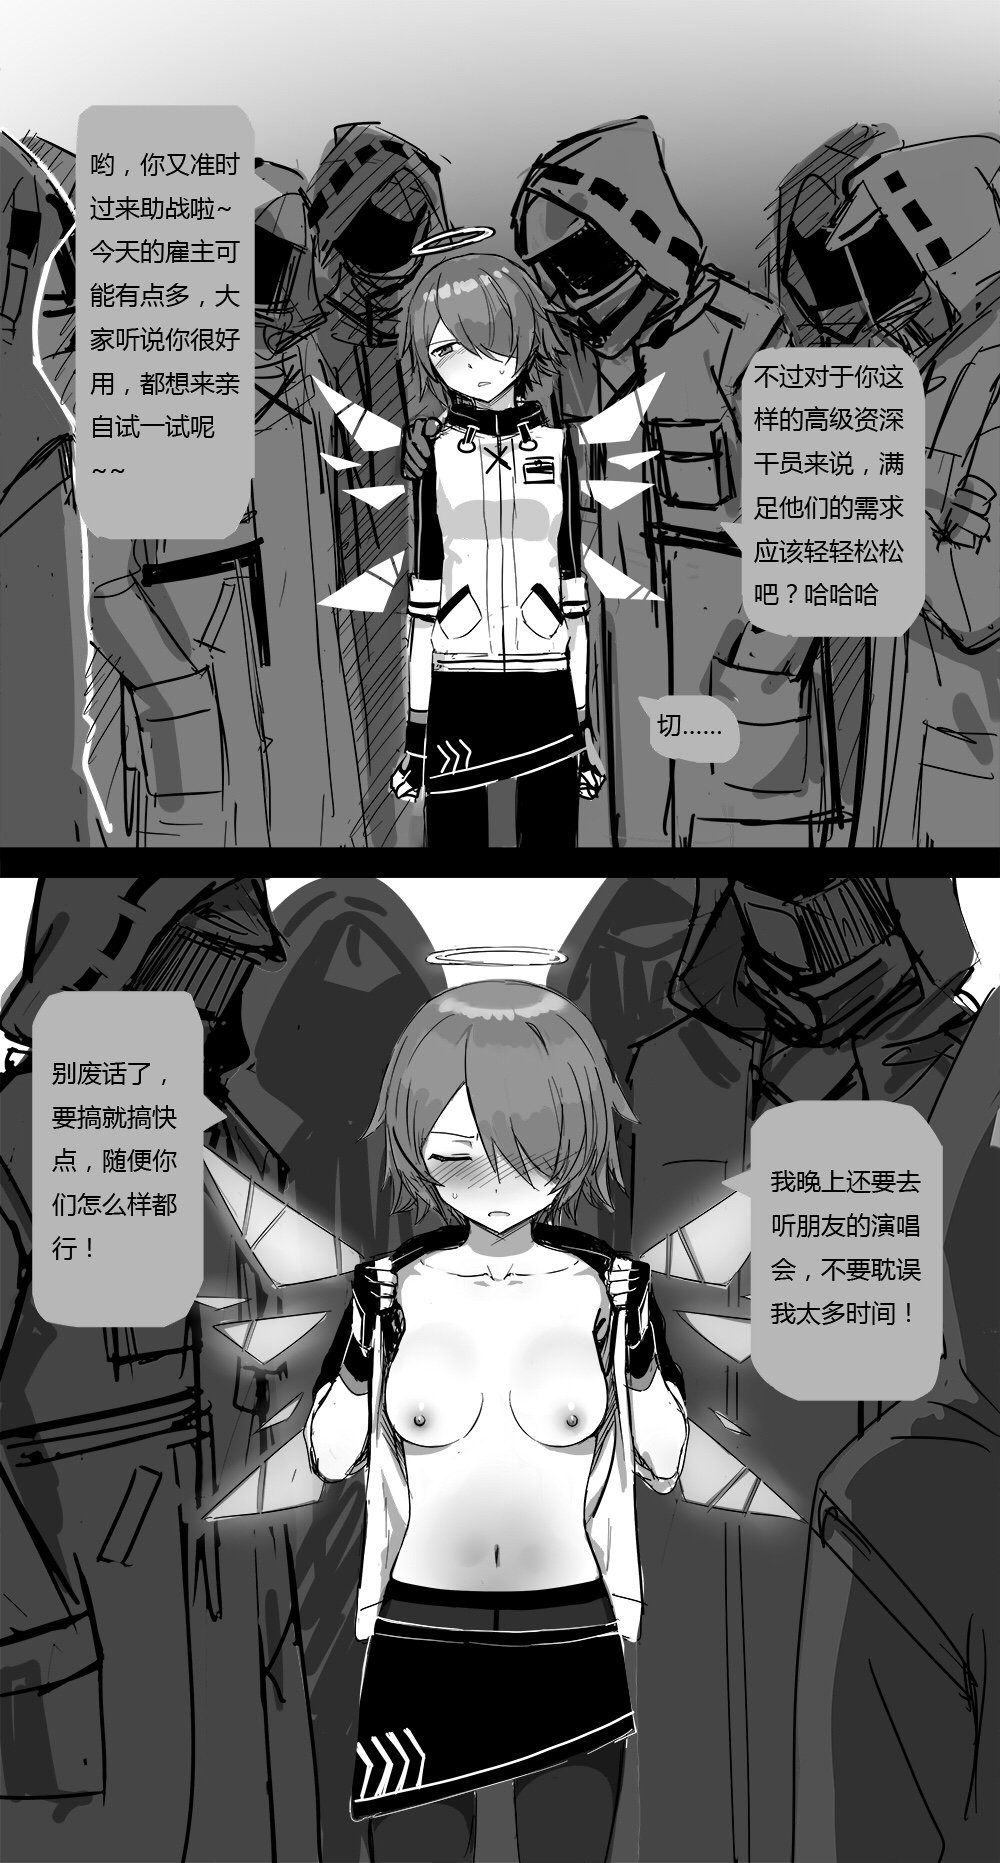 哟，你又准时
过来助战啦~
今天的雇主可
能有点多，大
家听说你很好
用，都想来亲
自试一试呢
~~
不过对于你这
样的高级资深
干员来说，满
足他们的需求
应该轻轻松松
吧？哈哈哈
切......
别废话了，
要搞就搞快
点，随便你
们怎么样都
行！
我晚上还要去
听朋友的演唱
会，不要耽误
我太多时间！